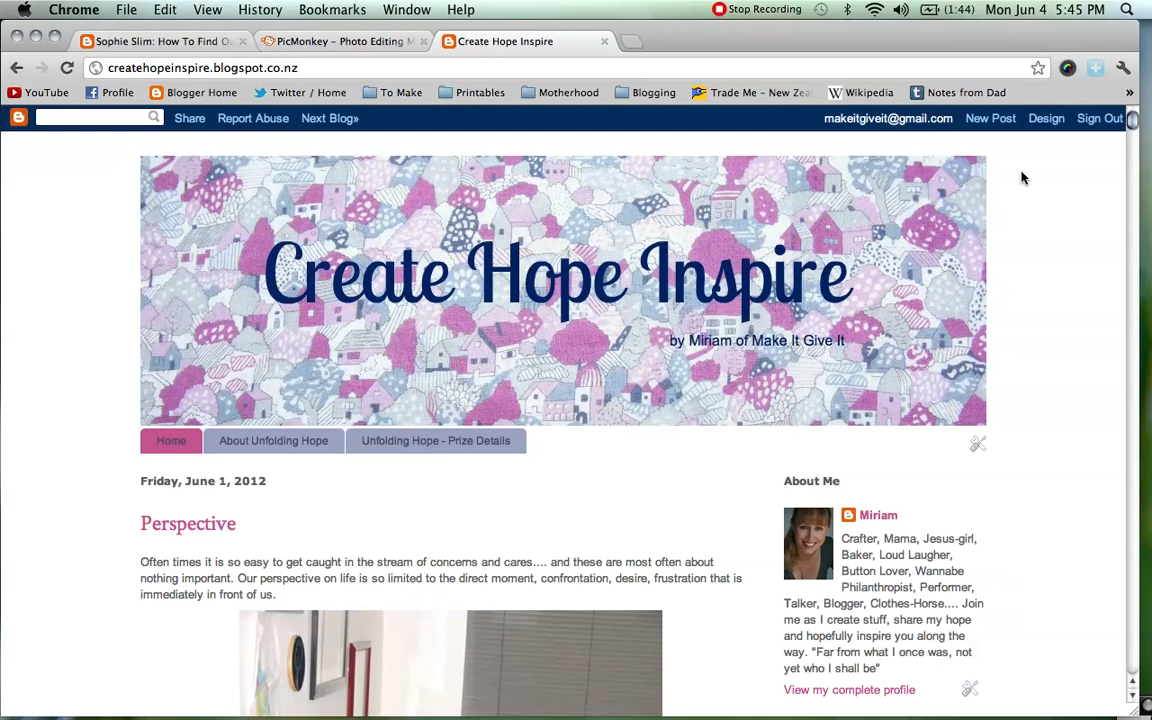 Chrome File Edit View History Bookmarks Window Help Stop Recording (1:44) Mon Jun 4 5:45 PM
Sophie Slim: How To Find Ou PicMonkey – Photo Editing M Create Hope Inspire
createhopeinspire.blogspot.co.nz
YouTube Profile Blogger Home Twitter / Home To Make Printables Motherhood Blogging Trade Me – New Zea Wikipedia Notes from Dad »
Share Report Abuse Next Blog» makeitgiveit@gmail.com New Post Design Sign Out
Create Hope Inspire
by Miriam of Make It Give It
Home About Unfolding Hope Unfolding Hope - Prize Details
Friday, June 1, 2012
Perspective
Often times it is so easy to get caught in the stream of concerns and cares.... and these are most often about
nothing important. Our perspective on life is so limited to the direct moment, confrontation, desire, frustration that is
immediately in front of us.
About Me
Miriam
Crafter, Mama, Jesus-girl,
Baker, Loud Laugher,
Button Lover, Wannabe
Philanthropist, Performer,
Talker, Blogger, Clothes-Horse.... Join
me as I create stuff, share my hope
and hopefully inspire you along the
way. "Far from what I once was, not
yet who I shall be"
View my complete profile